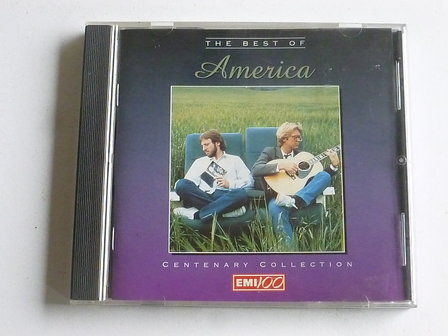 THE BEST OF
America
CENTENARY COLLECTION
EMI 100